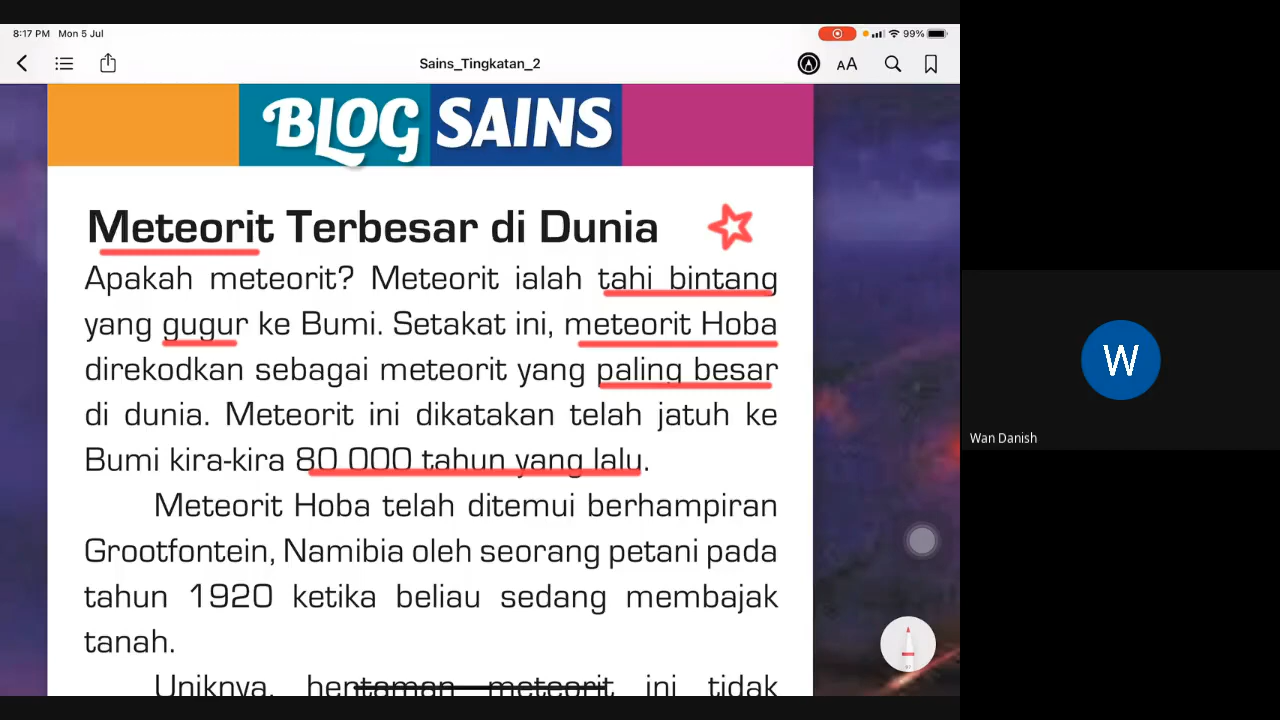 8:17 PM Mon 5 Jul
99%
Sains_Tingkatan_2
AA
BLOG SAINS
Meteorit Terbesar di Dunia
Apakah meteorit? Meteorit ialah tahi bintang
yang gugur ke Bumi. Setakat ini, meteorit Hoba
direkodkan sebagai meteorit yang paling besar
di dunia. Meteorit ini dikatakan telah jatuh ke
Bumi kira-kira 80 000 tahun yang lalu.
Meteorit Hoba telah ditemui berhampiran
Grootfontein, Namibia oleh seorang petani pada
tahun 1920 ketika beliau sedang membajak
tanah.
Uniknya, hentaman meteorit ini tidak
W
Wan Danish